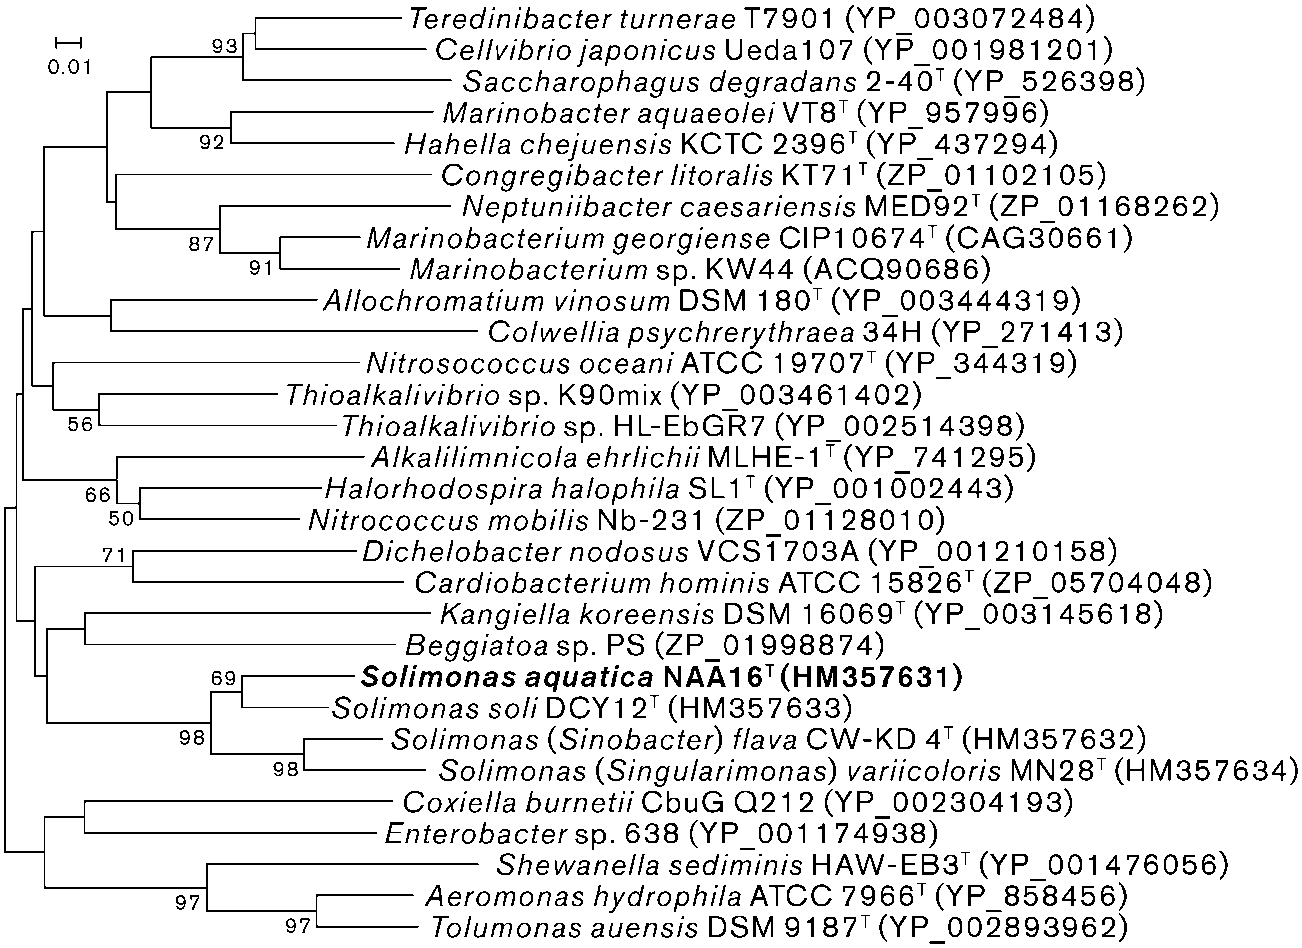 Teredinibacter turnerae T7901 (YP_003072484)
93
Cellvibrio japonicus Ueda107 (YP_001981201)
0.01
Saccharophagus degradans 2-40ᵀ (YP_526398)
Marinobacter aquaeolei VT8ᵀ (YP_957996)
92
Hahella chejuensis KCTC 2396ᵀ (YP_437294)
Congregibacter litoralis KT71ᵀ (ZP_01102105)
Neptuniibacter caesariensis MED92ᵀ (ZP_01168262)
87
Marinobacterium georgiense CIP10674ᵀ (CAG30661)
91
Marinobacterium sp. KW44 (ACQ90686)
Allochromatium vinosum DSM 180ᵀ (YP_003444319)
Colwellia psychrerythraea 34H (YP_271413)
Nitrosococcus oceani ATCC 19707ᵀ (YP_344319)
Thioalkalivibrio sp. K90mix (YP_003461402)
56
Thioalkalivibrio sp. HL-EbGR7 (YP_002514398)
Alkalilimnicola ehrlichii MLHE-1ᵀ (YP_741295)
66
Halorhodospira halophila SL1ᵀ (YP_001002443)
50
Nitrococcus mobilis Nb-231 (ZP_01128010)
71
Dichelobacter nodosus VCS1703A (YP_001210158)
Cardiobacterium hominis ATCC 15826ᵀ (ZP_05704048)
Kangiella koreensis DSM 16069ᵀ (YP_003145618)
Beggiatoa sp. PS (ZP_01998874)
69
Solimonas aquatica NAA16ᵀ (HM357631)
Solimonas soli DCY12ᵀ (HM357633)
98
Solimonas (Sinobacter) flava CW-KD 4ᵀ (HM357632)
98
Solimonas (Singularimonas) variicoloris MN28ᵀ (HM357634)
Coxiella burnetii CbuG Q212 (YP_002304193)
Enterobacter sp. 638 (YP_001174938)
Shewanella sediminis HAW-EB3ᵀ (YP_001476056)
97
Aeromonas hydrophila ATCC 7966ᵀ (YP_858456)
97
Tolumonas auensis DSM 9187ᵀ (YP_002893962)